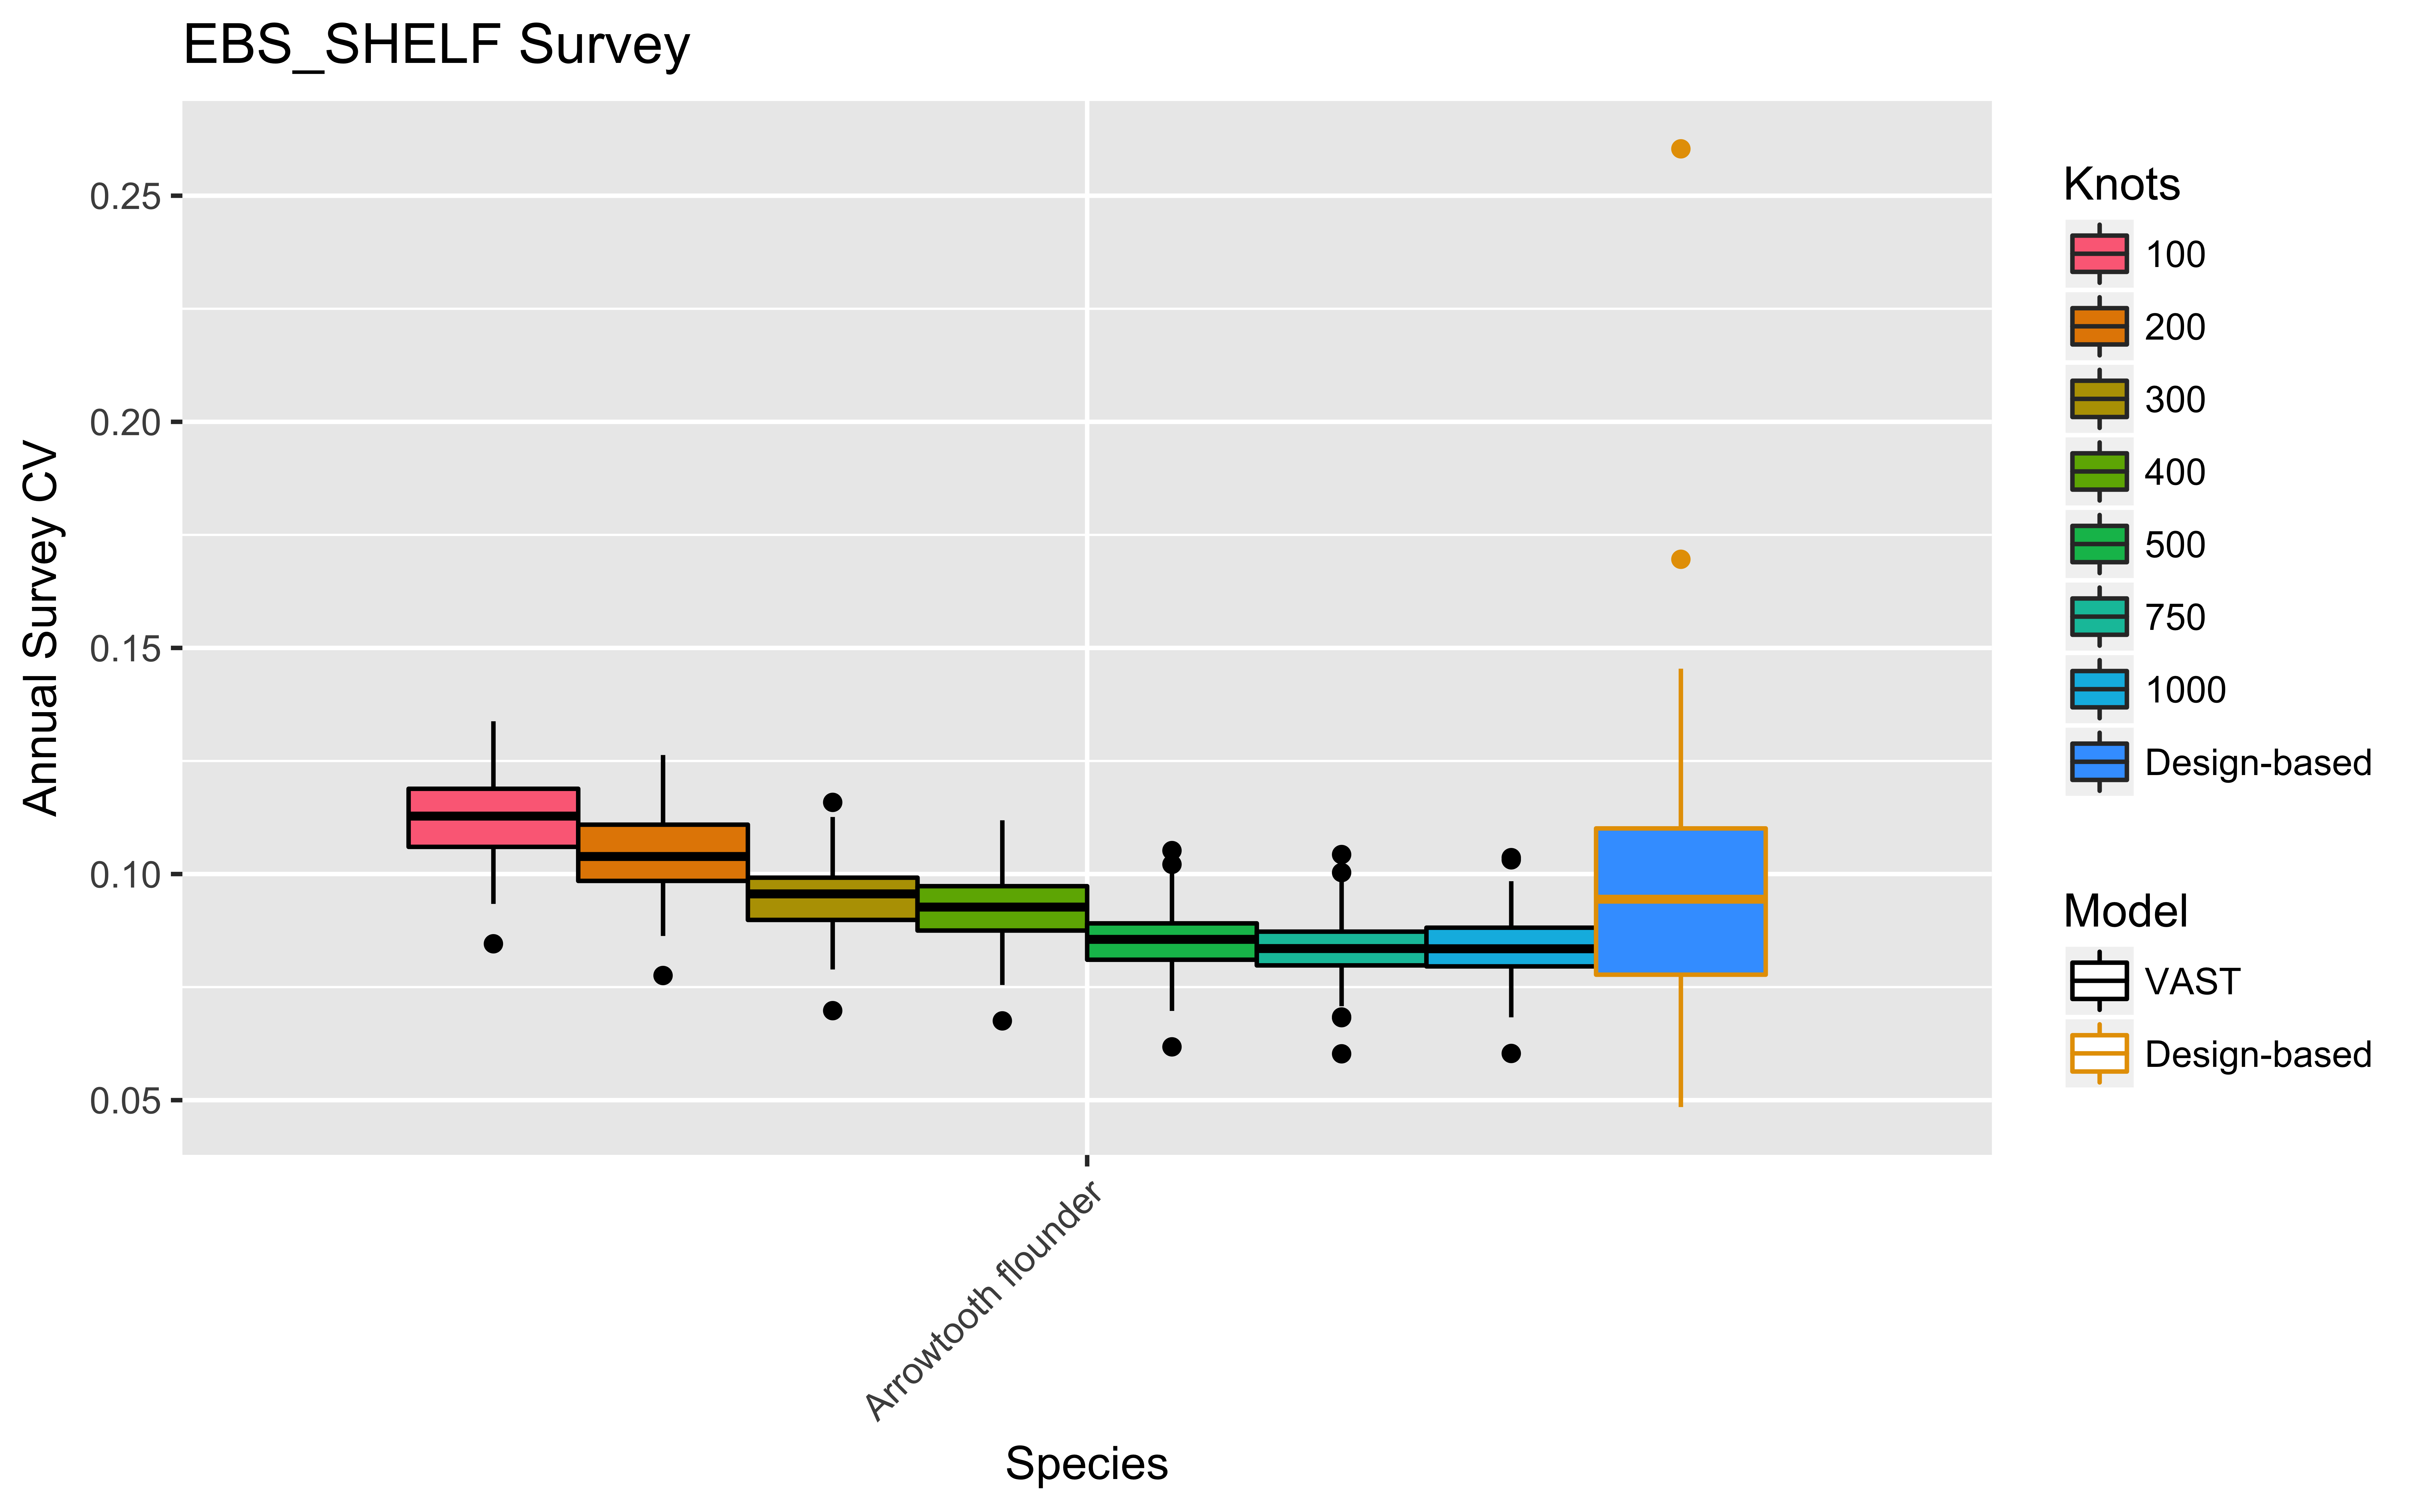 EBS_SHELF Survey
Annual Survey CV
0.25
0.20
0.15
0.10
0.05
Arrowtooth flounder
Species
Knots
100
200
300
400
500
750
1000
Design-based
Model
VAST
Design-based